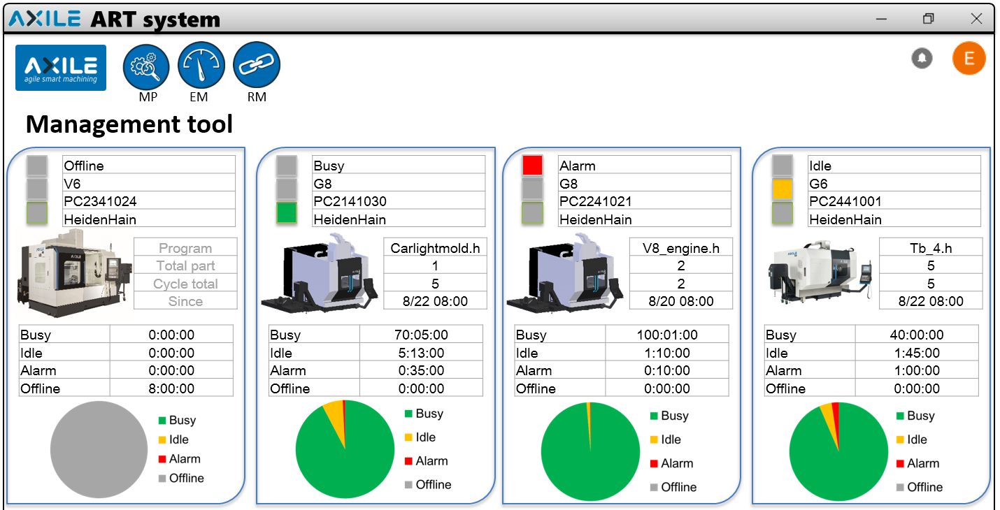 AXILE ART system
AXILE
agile smart machining
MP
EM
RM
E
Management tool
Offline
V6
PC2341024
HeidenHain
Program
Total part
Cycle total
Since
Busy 0:00:00
Idle 0:00:00
Alarm 0:00:00
Offline 8:00:00
Busy
Idle
Alarm
Offline
Busy
G8
PC2141030
HeidenHain
Carlightmold.h
1
5
8/22 08:00
Busy 70:05:00
Idle 5:13:00
Alarm 0:35:00
Offline 0:00:00
Busy
Idle
Alarm
Offline
Alarm
G8
PC2241021
HeidenHain
V8_engine.h
2
2
8/20 08:00
Busy 100:01:00
Idle 1:10:00
Alarm 0:10:00
Offline 0:00:00
Busy
Idle
Alarm
Offline
Idle
G6
PC2441001
HeidenHain
Tb_4.h
5
5
8/22 08:00
Busy 40:00:00
Idle 1:45:00
Alarm 1:00:00
Offline 0:00:00
Busy
Idle
Alarm
Offline